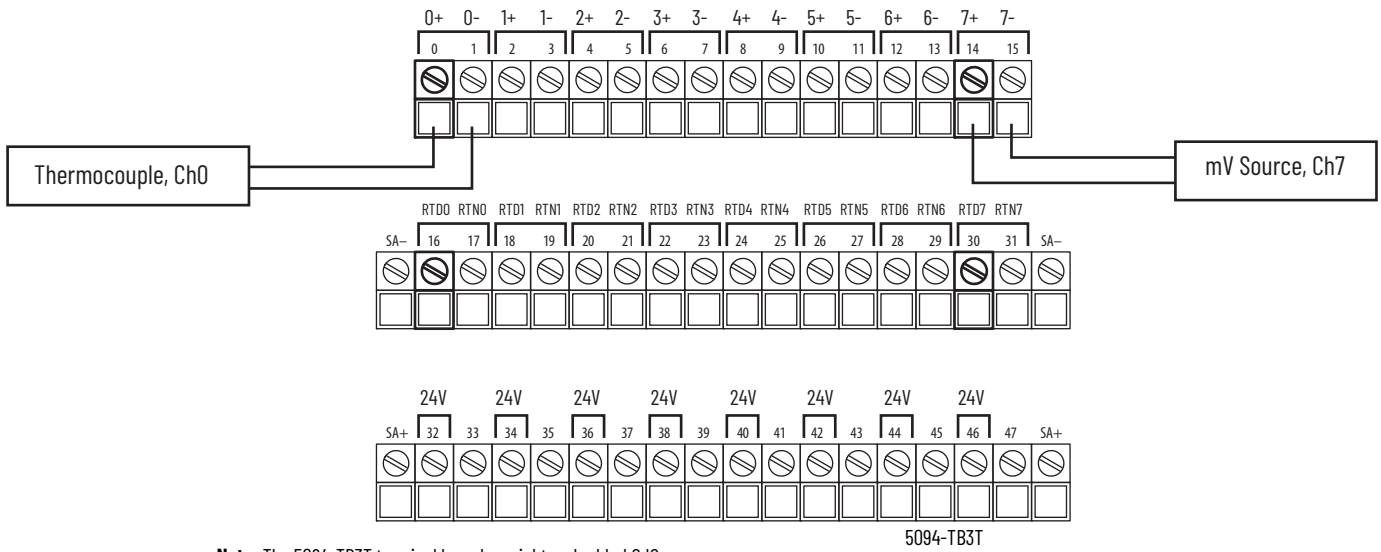 0+ 0- 1+ 1- 2+ 2- 3+ 3- 4+ 4- 5+ 5- 6+ 6- 7+ 7-
0 1 2 3 4 5 6 7 8 9 10 11 12 13 14 15
Thermocouple, Ch0
mV Source, Ch7
RTD0 RTN0 RTD1 RTN1 RTD2 RTN2 RTD3 RTN3 RTD4 RTN4 RTD5 RTN5 RTD6 RTN6 RTD7 RTN7
SA– 16 17 18 19 20 21 22 23 24 25 26 27 28 29 30 31 SA–
24V 24V 24V 24V 24V 24V 24V 24V
SA+ 32 33 34 35 36 37 38 39 40 41 42 43 44 45 46 47 SA+
5094-TB3T